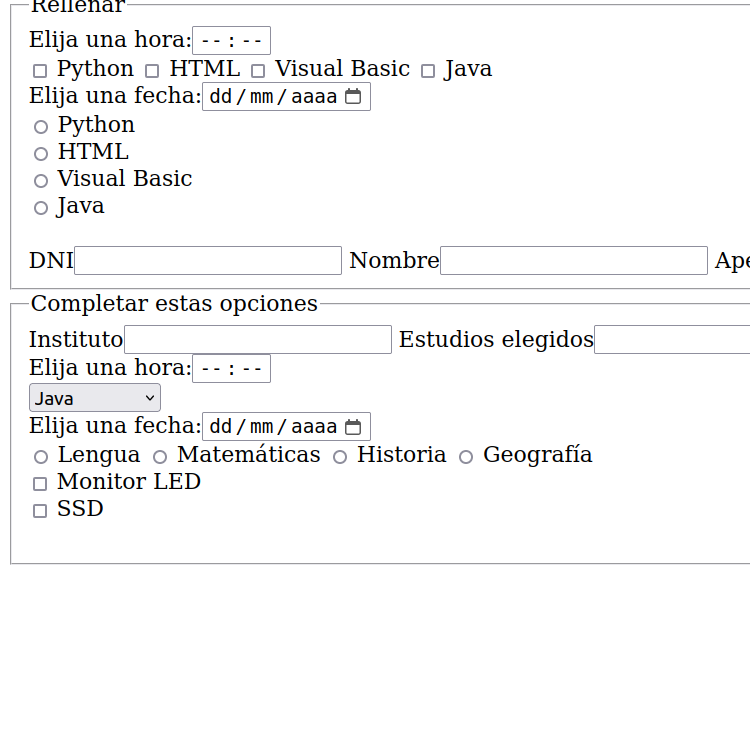 Rellenar
Elija una hora: -- : --
Python HTML Visual Basic Java
Elija una fecha: dd / mm / aaaa
Python
HTML
Visual Basic
Java
DNI Nombre Ape
Completar estas opciones
Instituto Estudios elegidos
Elija una hora: -- : --
Java
Elija una fecha: dd / mm / aaaa
Lengua Matemáticas Historia Geografía
Monitor LED
SSD